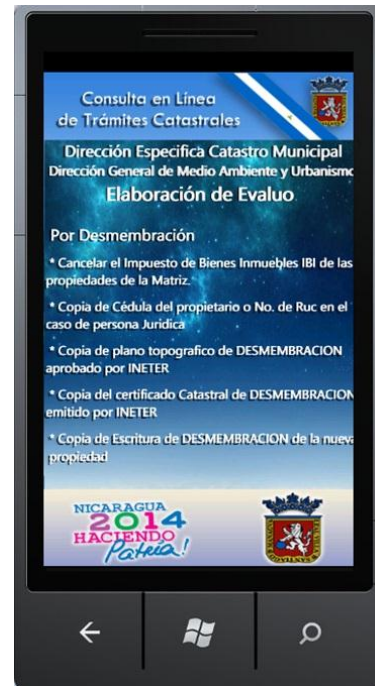 Consulta en Linea
de Trámites Catastrales
Dirección Especifica Catastro Municipal
Dirección General de Medio Ambiente y Urbanismo
Elaboración de Evaluo
Por Desmembración
* Cancelar el Impuesto de Bienes Inmuebles IBI de las
propiedades de la Matriz.
* Copia de Cédula del propietario o No. de Ruc en el
caso de persona Juridica
* Copia de plano topografico de DESMEMBRACION
aprobado por INETER
* Copia del certificado Catastral de DESMEMBRACION
emitido por INETER
* Copia de Escritura de DESMEMBRACION de la nueva
propiedad
NICARAGUA
2014
HACIENDO
Patria!